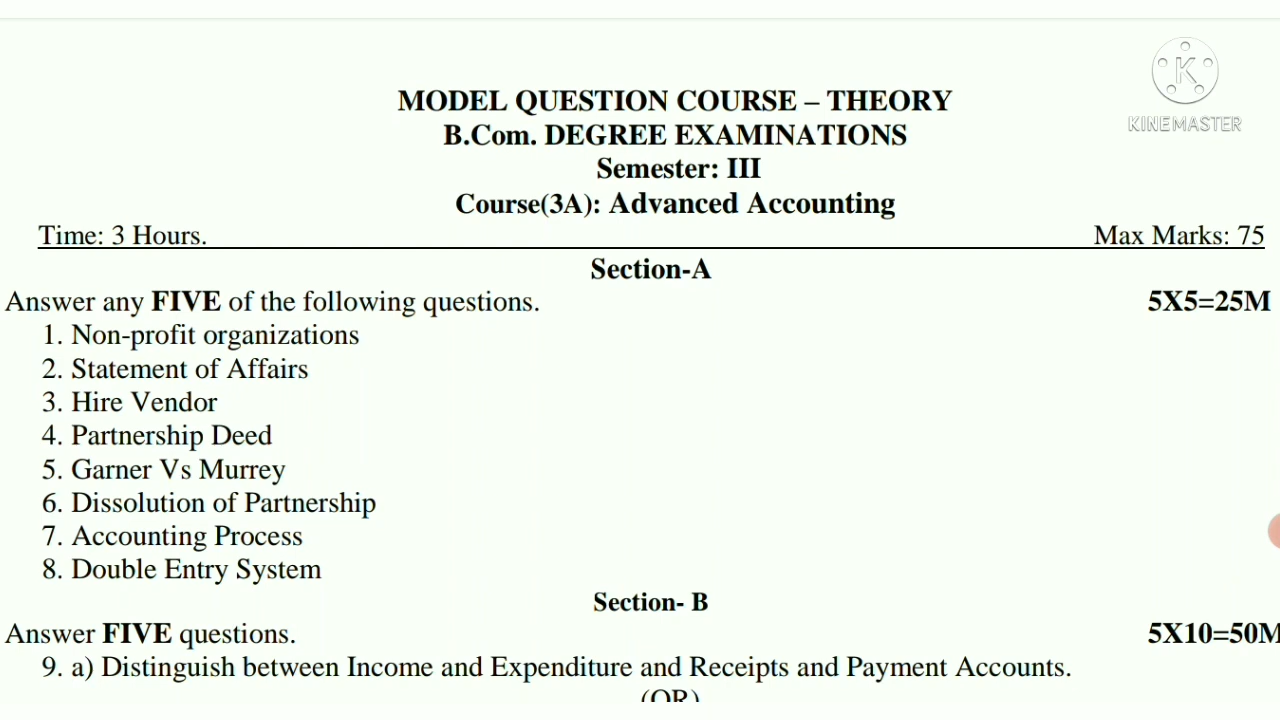 K
KINEMASTER
MODEL QUESTION COURSE – THEORY
B.Com. DEGREE EXAMINATIONS
Semester: III
Course(3A): Advanced Accounting
Time: 3 Hours. Max Marks: 75
Section-A
Answer any FIVE of the following questions. 5X5=25M
1. Non-profit organizations
2. Statement of Affairs
3. Hire Vendor
4. Partnership Deed
5. Garner Vs Murrey
6. Dissolution of Partnership
7. Accounting Process
8. Double Entry System
Section- B
Answer FIVE questions. 5X10=50M
9. a) Distinguish between Income and Expenditure and Receipts and Payment Accounts.
(OR)